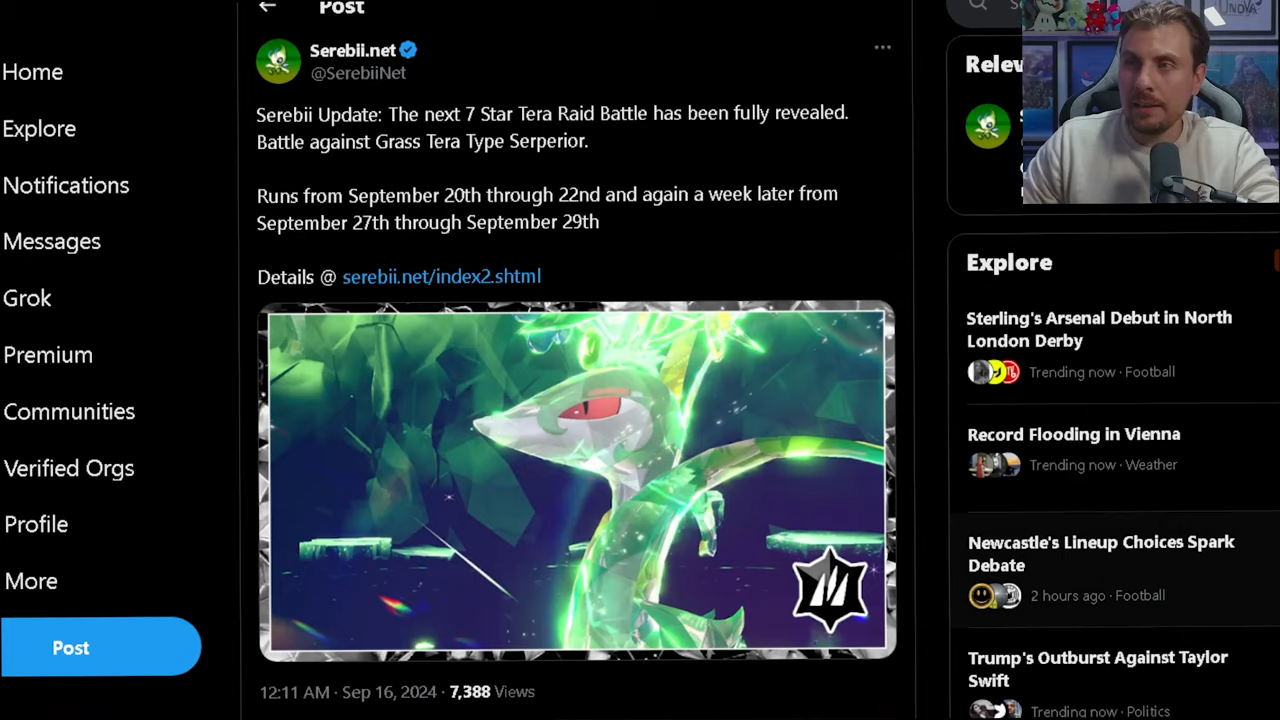 Post
Serebii.net
@SerebiiNet
Serebii Update: The next 7 Star Tera Raid Battle has been fully revealed.
Battle against Grass Tera Type Serperior.
Runs from September 20th through 22nd and again a week later from
September 27th through September 29th
Details @ serebii.net/index2.shtml
12:11 AM · Sep 16, 2024 · 7,388 Views
Home
Explore
Notifications
Messages
Grok
Premium
Communities
Verified Orgs
Profile
More
Post
Explore
Sterling's Arsenal Debut in North
London Derby
Trending now · Football
Record Flooding in Vienna
Trending now · Weather
Newcastle's Lineup Choices Spark
Debate
2 hours ago · Football
Trump's Outburst Against Taylor
Swift
Trending now · Politics